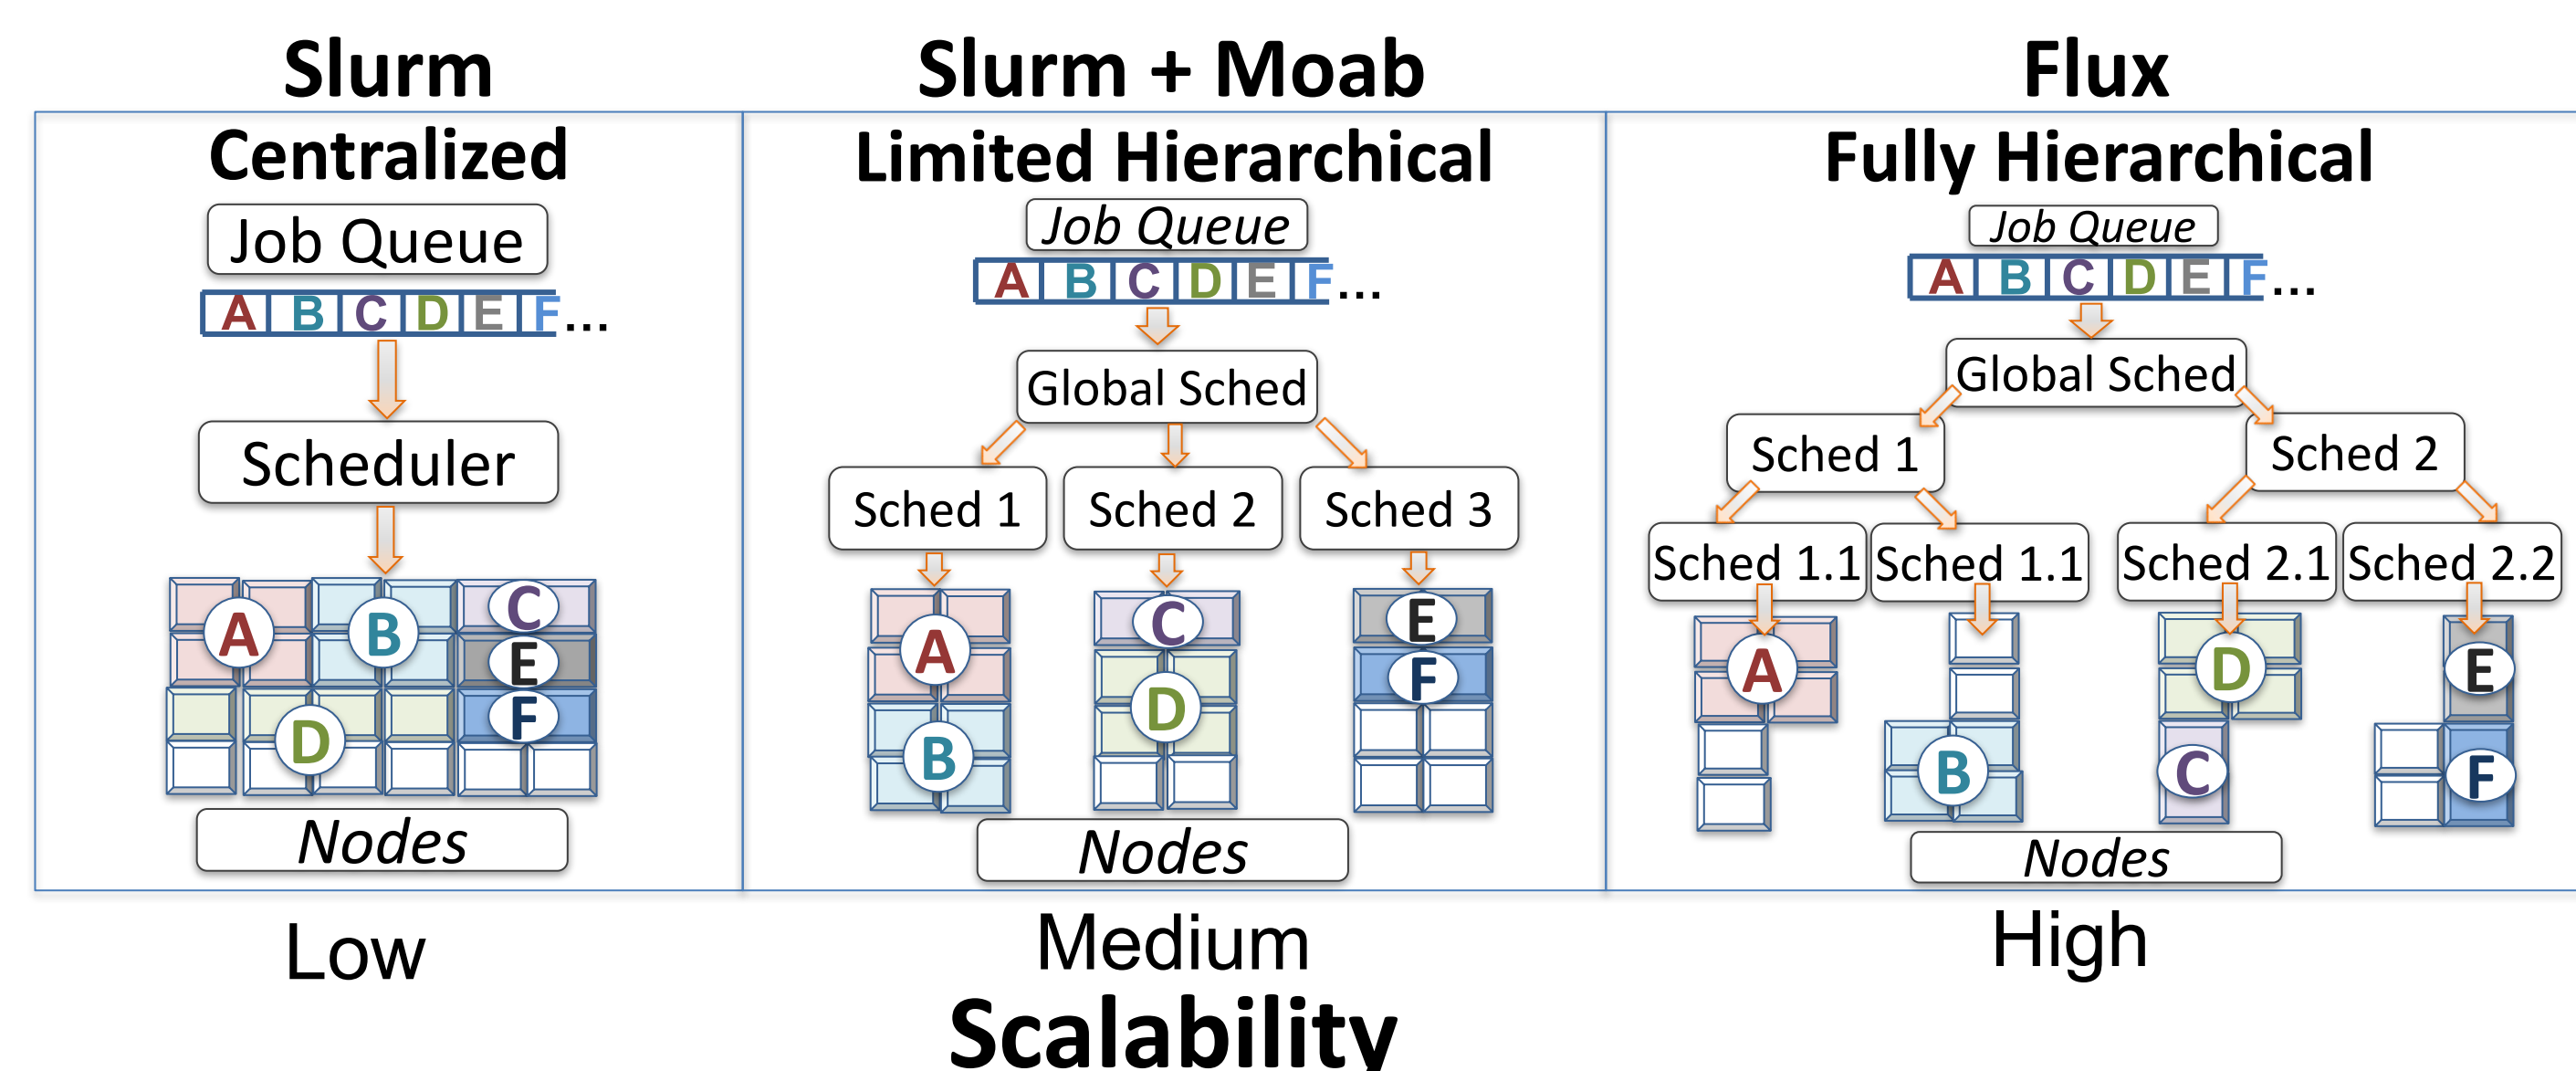 Slurm
Slurm + Moab
Flux
Centralized
Job Queue
A B C D E F...
Scheduler
A B C
E
D F
Nodes
Low
Limited Hierarchical
Job Queue
A B C D E F...
Global Sched
Sched 1 Sched 2 Sched 3
A C E
F
B D
Nodes
Medium
Fully Hierarchical
Job Queue
A B C D E F...
Global Sched
Sched 1 Sched 2
Sched 1.1 Sched 1.1 Sched 2.1 Sched 2.2
A D E
B C F
Nodes
High
Scalability